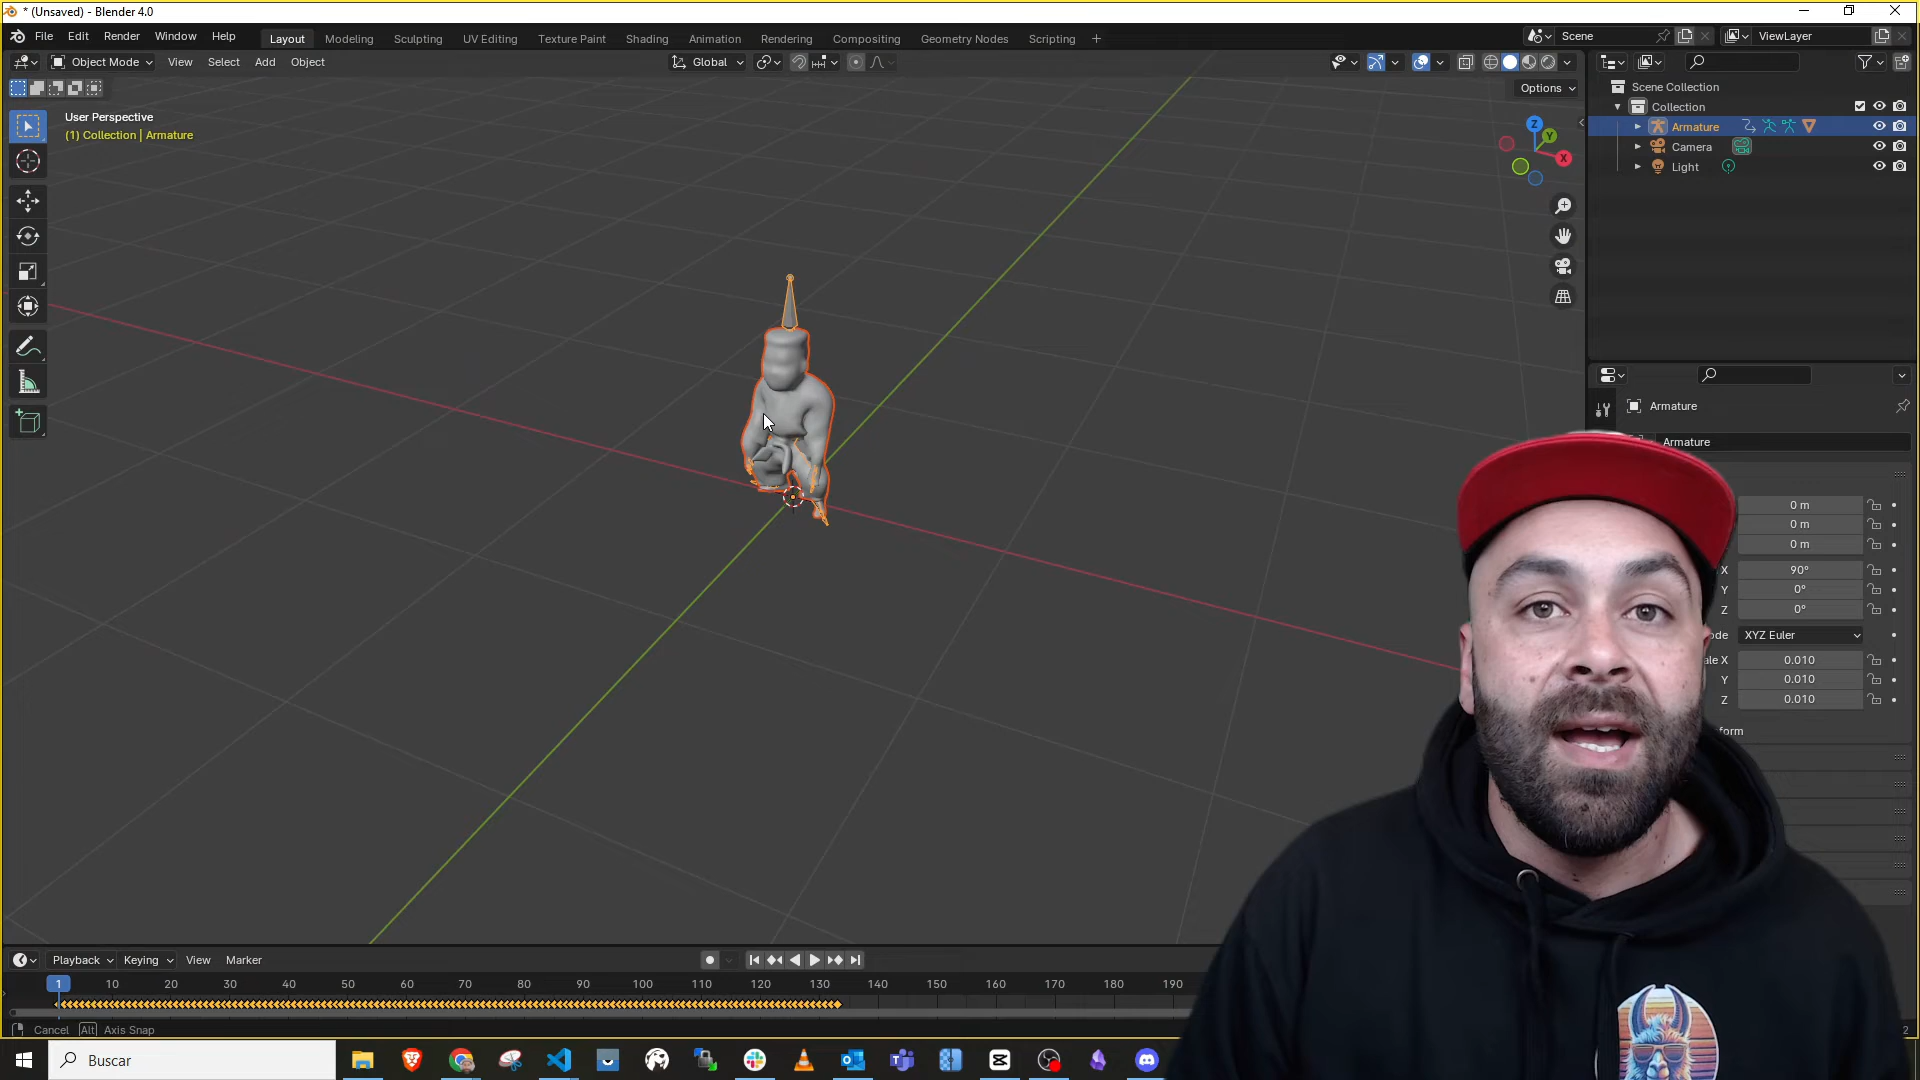 * (Unsaved) - Blender 4.0
File Edit Render Window Help Layout Modeling Sculpting UV Editing Texture Paint Shading Animation Rendering Compositing Geometry Nodes Scripting + Scene ViewLayer
Object Mode View Select Add Object Global
Options
User Perspective
(1) Collection | Armature
Z
Y
X
Scene Collection
Collection
Armature
Camera
Light
Armature
Armature
0 m
0 m
0 m
X 90°
Y 0°
Z 0°
ode XYZ Euler
ale X 0.010
Y 0.010
Z 0.010
form
Playback Keying View Marker
1 10 20 30 40 50 60 70 80 90 100 110 120 130 140 150 160 170 180 190
Cancel Alt Axis Snap
2
Buscar